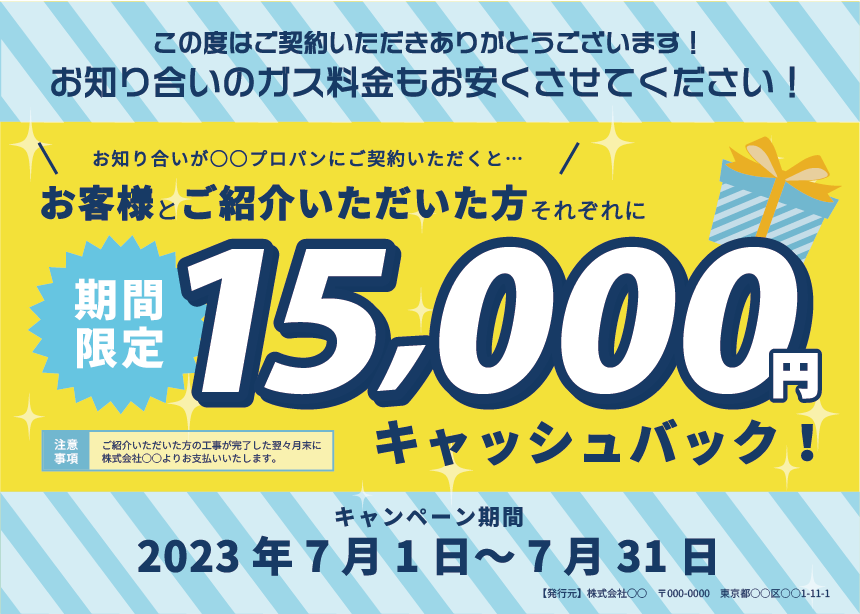 この度はご契約いただきありがとうございます！
お知り合いのガス料金もお安くさせてください！
お知り合いが〇〇プロパンにご契約いただくと…
お客様とご紹介いただいた方それぞれに
期間
限定
15,000円
キャッシュバック！
注意
事項
ご紹介いただいた方の工事が完了した翌々月末に
株式会社〇〇よりお支払いいたします。
キャンペーン期間
2023年7月1日〜7月31日
【発行元】株式会社〇〇　〒000-0000　東京都〇〇区〇〇1-11-1